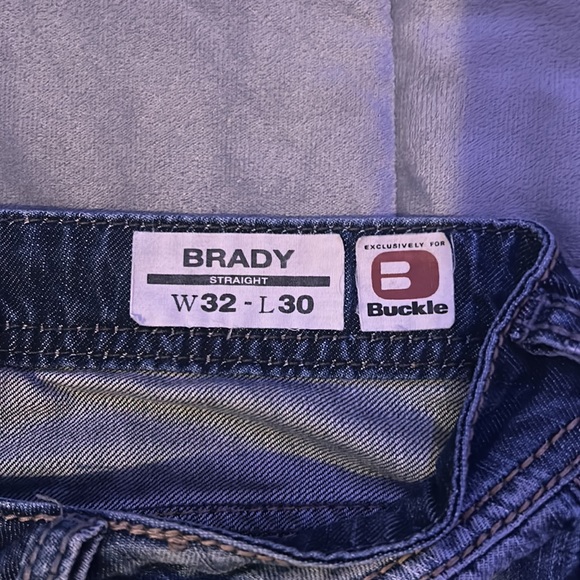 BRADY
STRAIGHT
W32 - L30
EXCLUSIVELY FOR
B
Buckle